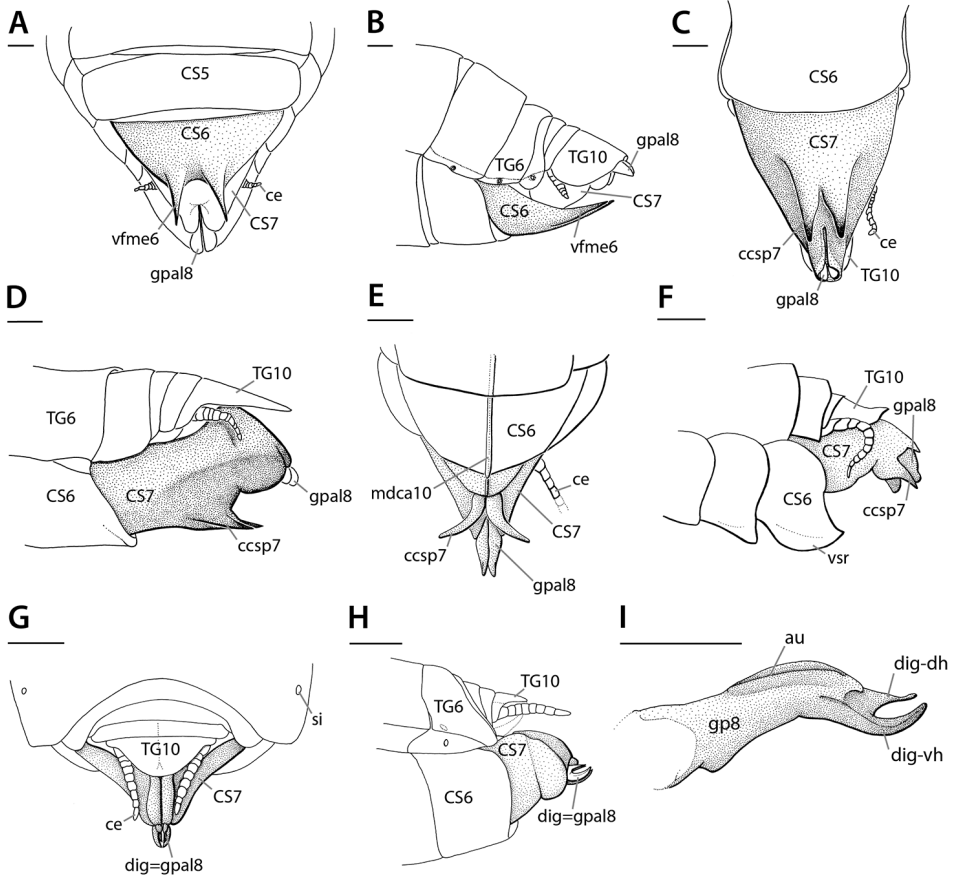 A
CS5
CS6
ce
CS7
vfme6
gpal8
B
TG6
TG10
gpal8
CS6
CS7
vfme6
C
CS6
CS7
ccsp7
ce
TG10
gpal8
D
TG10
TG6
CS6
CS7
gpal8
ccsp7
E
CS6
mdca10
ce
CS7
ccsp7
gpal8
F
TG10
gpal8
CS7
CS6
ccsp7
vsr
G
si
TG10
CS7
ce
dig=gpal8
H
TG10
TG6
CS7
CS6
dig=gpal8
I
au
dig-dh
gp8
dig-vh